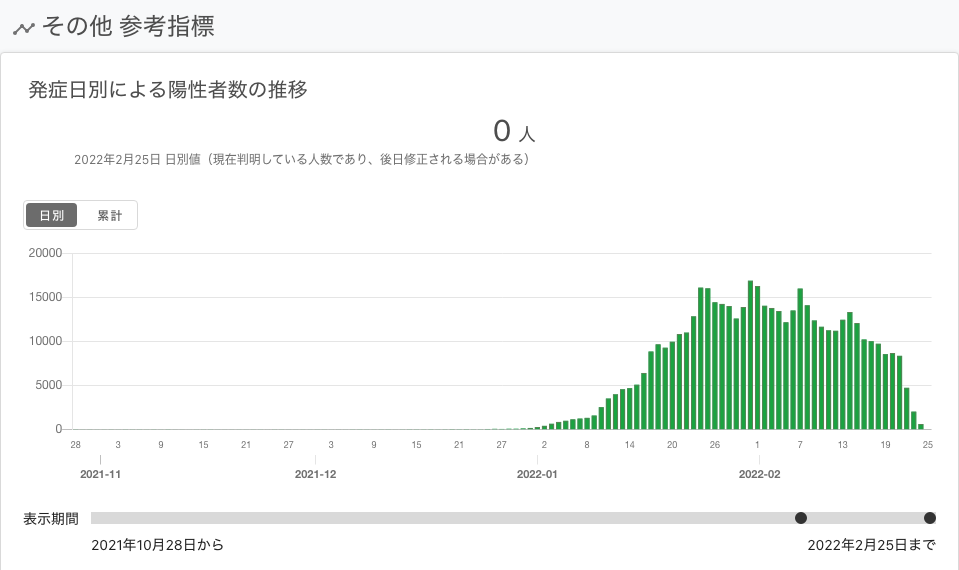 その他 参考指標
発症日別による陽性者数の推移
0 人
2022年2月25日 日別値（現在判明している人数であり、後日修正される場合がある）
日別 累計
20000
15000
10000
5000
0
28 3 9 15 21 27 3 9 15 21 27 2 8 14 20 26 1 7 13 19 25
2021-11 2021-12 2022-01 2022-02
表示期間
2021年10月28日から 2022年2月25日まで